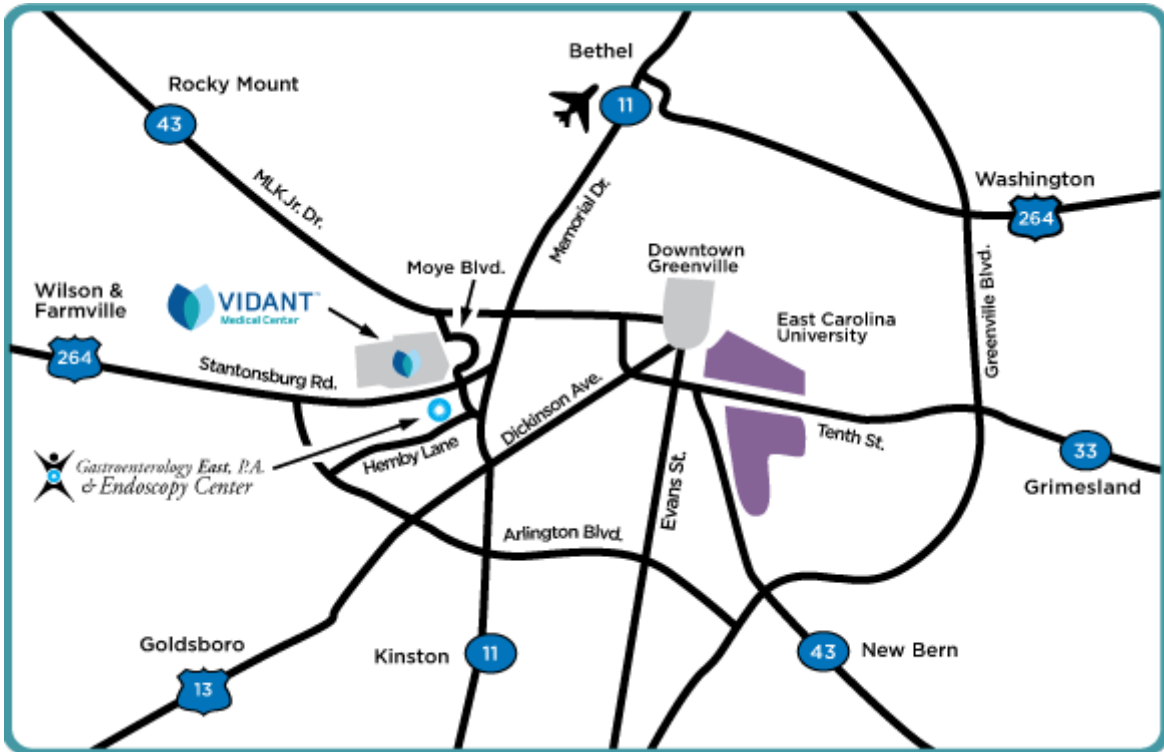 Bethel
11
Rocky Mount
43
MLK Jr. Dr.
Memorial Dr.
Washington
264
Downtown
Greenville
Moye Blvd.
Wilson &
Farmville
264
VIDANT™
Medical Center
East Carolina
University
Greenville Blvd.
Stantonsburg Rd.
Dickinson Ave.
Hemby Lane
Tenth St.
33
Grimesland
Gastroenterology East, P.A.
& Endoscopy Center
Evans St.
Arlington Blvd.
Goldsboro
13
Kinston
11
43
New Bern